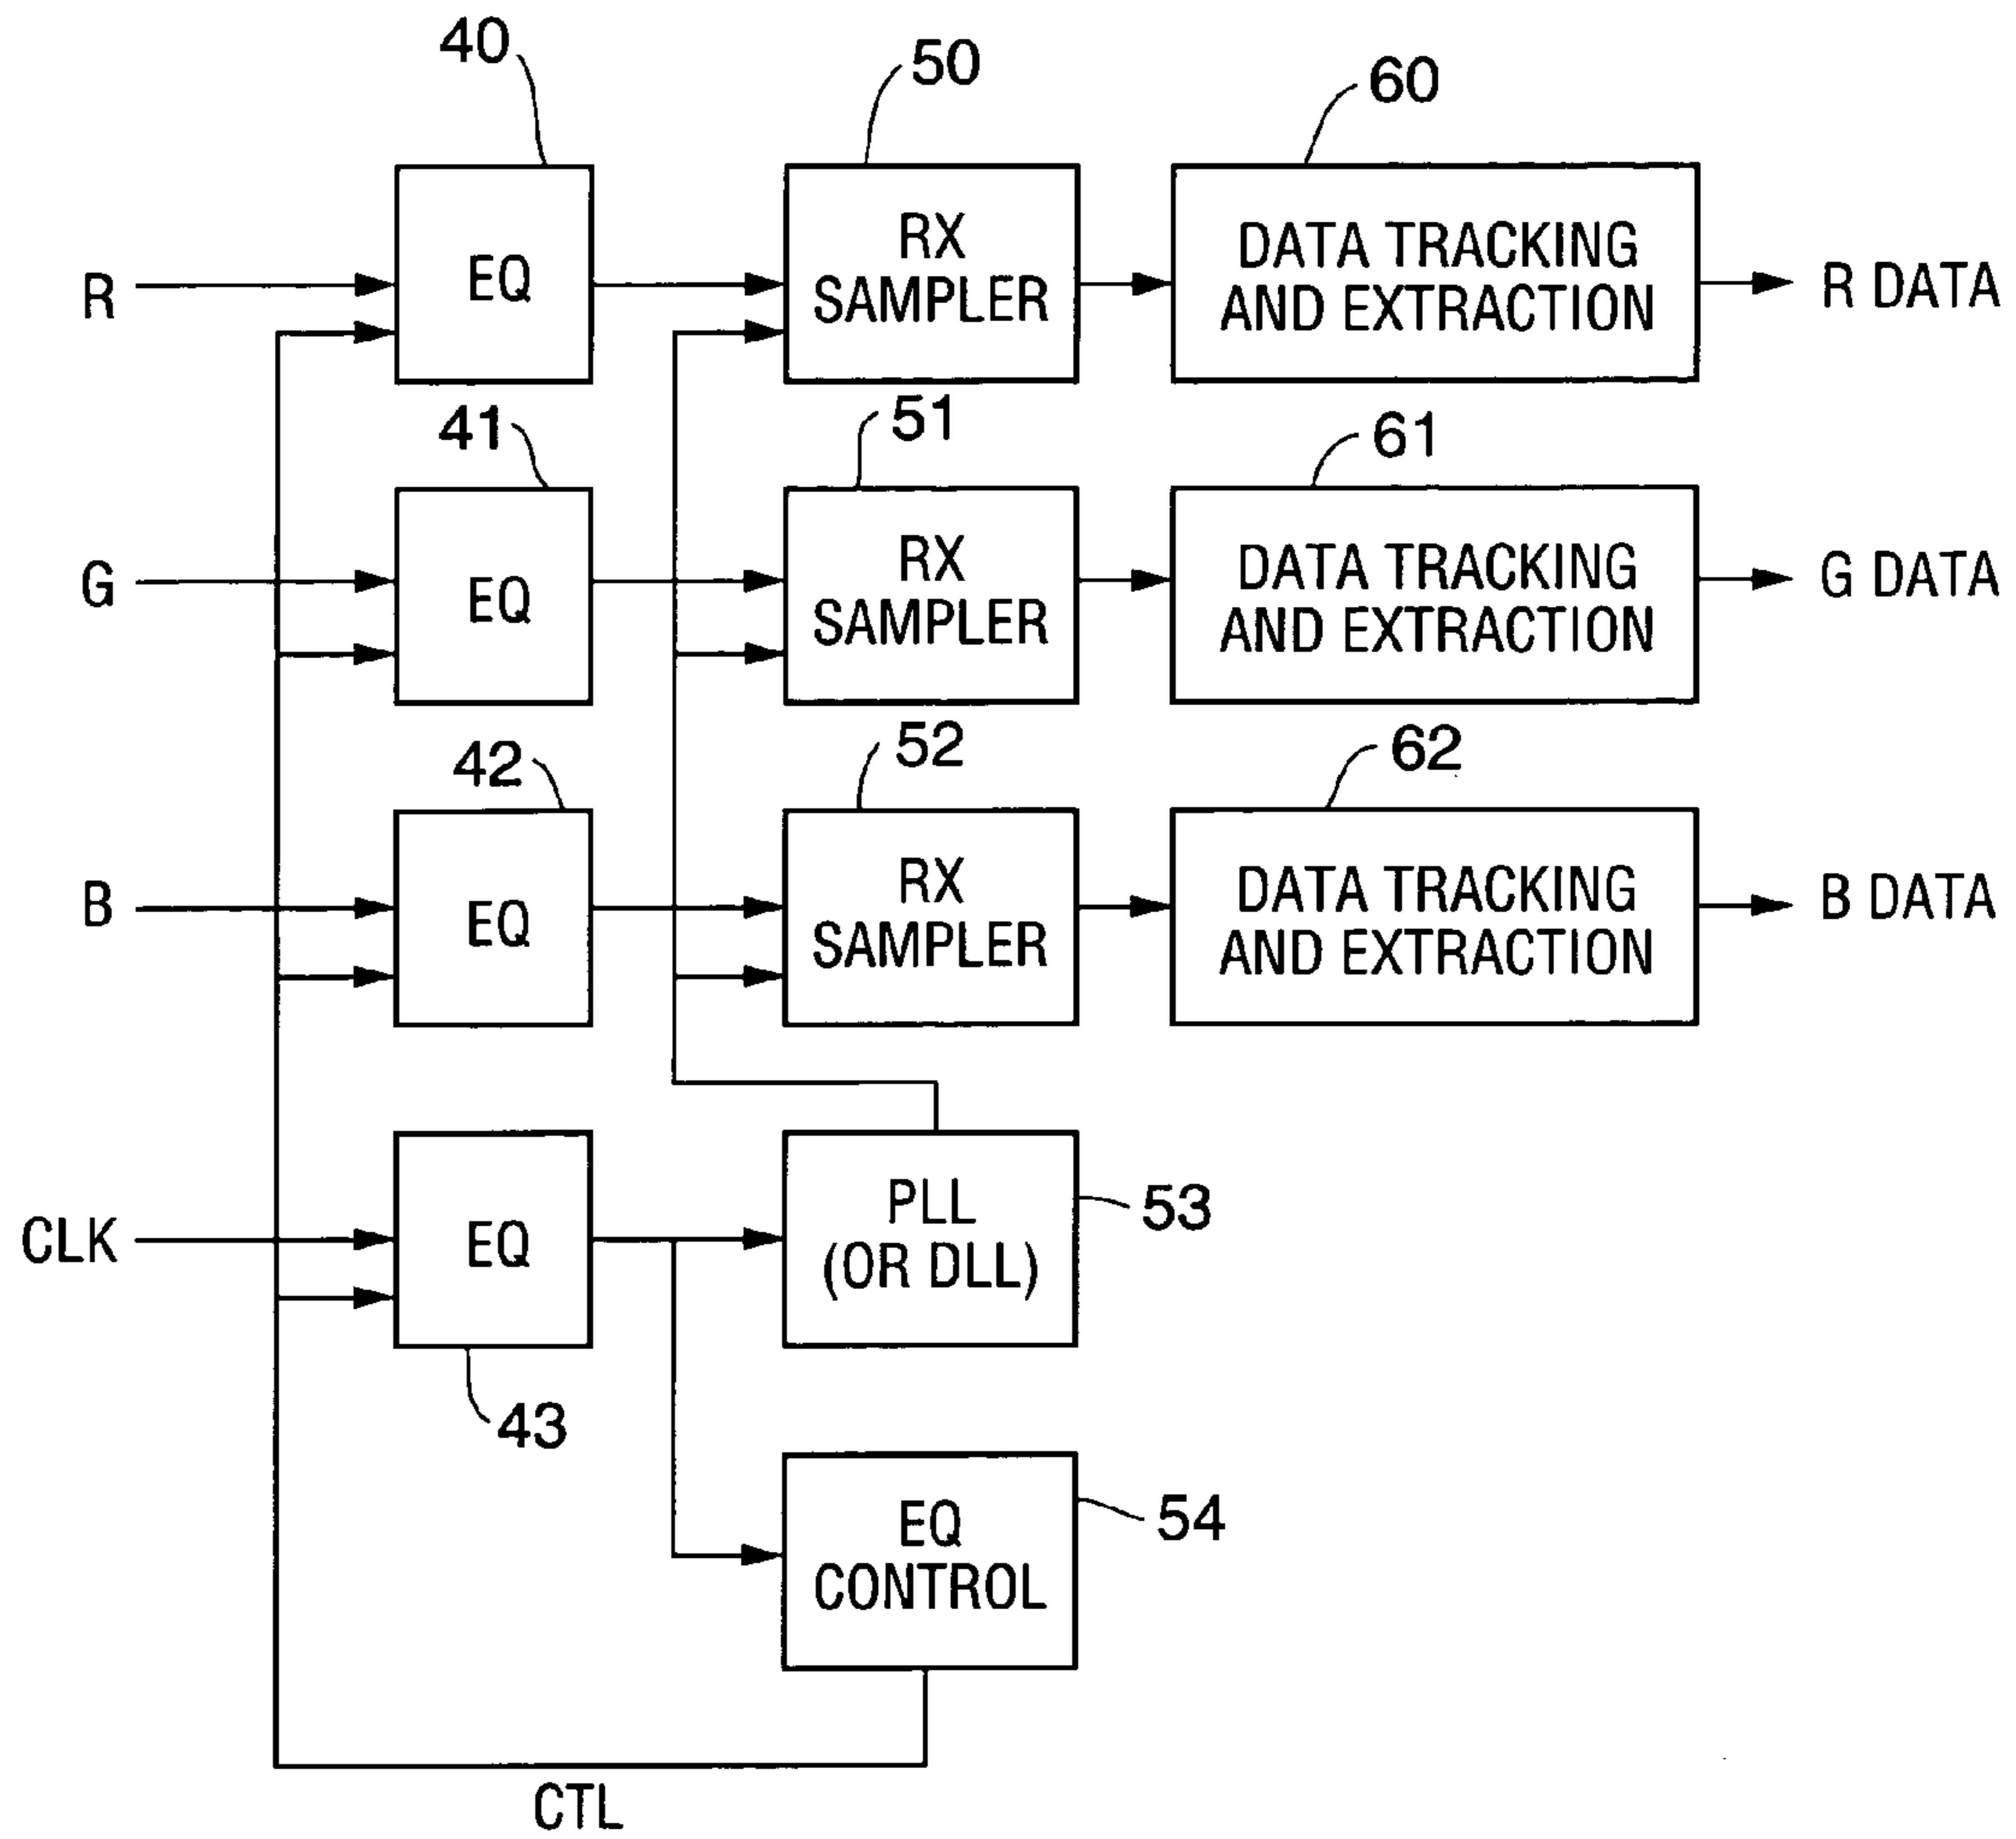 40
50
60
R
EQ
RX
SAMPLER
DATA TRACKING
AND EXTRACTION
R DATA
41
51
61
G
EQ
RX
SAMPLER
DATA TRACKING
AND EXTRACTION
G DATA
42
52
62
B
EQ
RX
SAMPLER
DATA TRACKING
AND EXTRACTION
B DATA
CLK
EQ
PLL
(OR DLL)
53
43
EQ
CONTROL
54
CTL